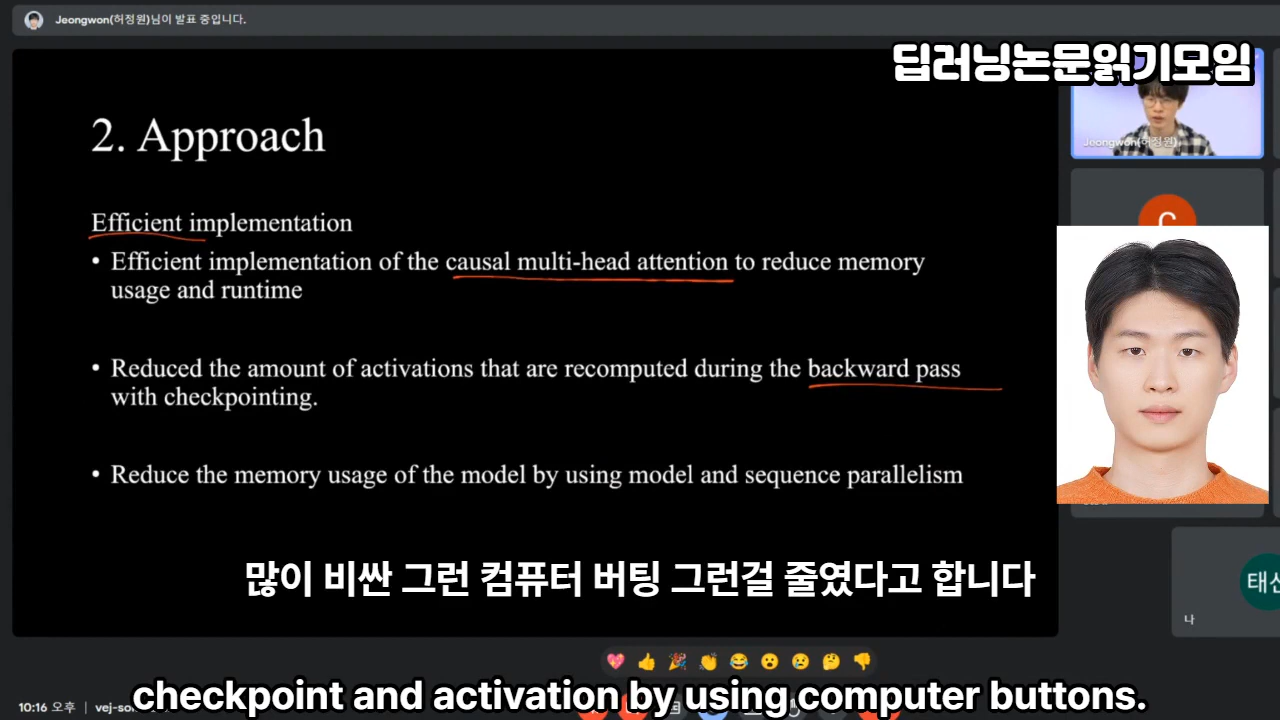 Jeongwon(허정원)님이 발표 중입니다.
딥러닝논문읽기모임
Jeongwon(허정원)
2. Approach
Efficient implementation
• Efficient implementation of the causal multi-head attention to reduce memory
usage and runtime
• Reduced the amount of activations that are recomputed during the backward pass
with checkpointing.
• Reduce the memory usage of the model by using model and sequence parallelism
많이 비싼 그런 컴퓨터 버팅 그런걸 줄였다고 합니다
나
checkpoint and activation by using computer buttons.
10:16 오후